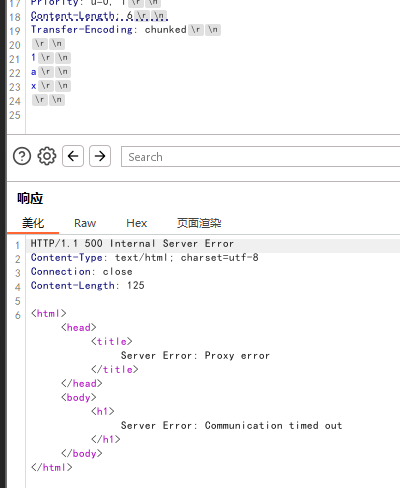 17 Priority: u=0, i \r \n
18 Content-Length: 6 \r \n
19 Transfer-Encoding: chunked \r \n
20 \r \n
21 1 \r \n
22 a \r \n
23 x \r \n
24 \r \n
25
Search
响应
美化 Raw Hex 页面渲染
1 HTTP/1.1 500 Internal Server Error
2 Content-Type: text/html; charset=utf-8
3 Connection: close
4 Content-Length: 125
5
6 <html>
<head>
<title>
Server Error: Proxy error
</title>
</head>
<body>
<h1>
Server Error: Communication timed out
</h1>
</body>
</html>